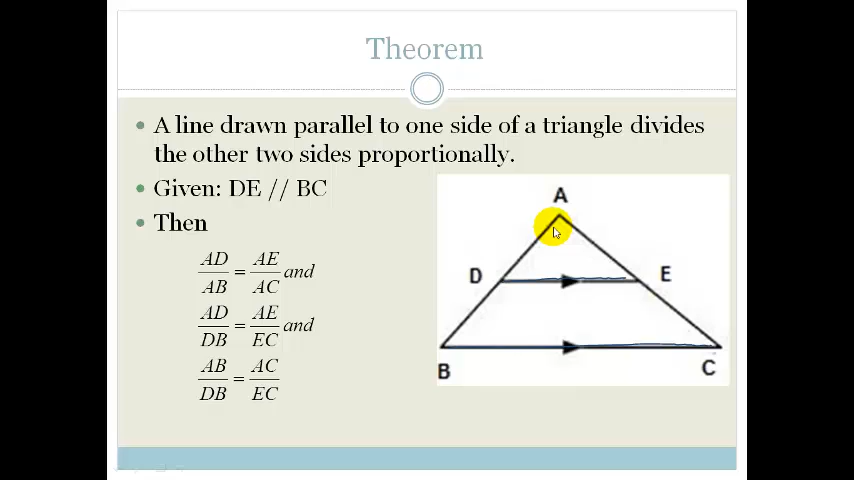 Theorem
A line drawn parallel to one side of a triangle divides
the other two sides proportionally.
Given: DE // BC
Then
AD/AB = AE/AC and
AD/DB = AE/EC and
AB/DB = AC/EC
A
D
E
B
C